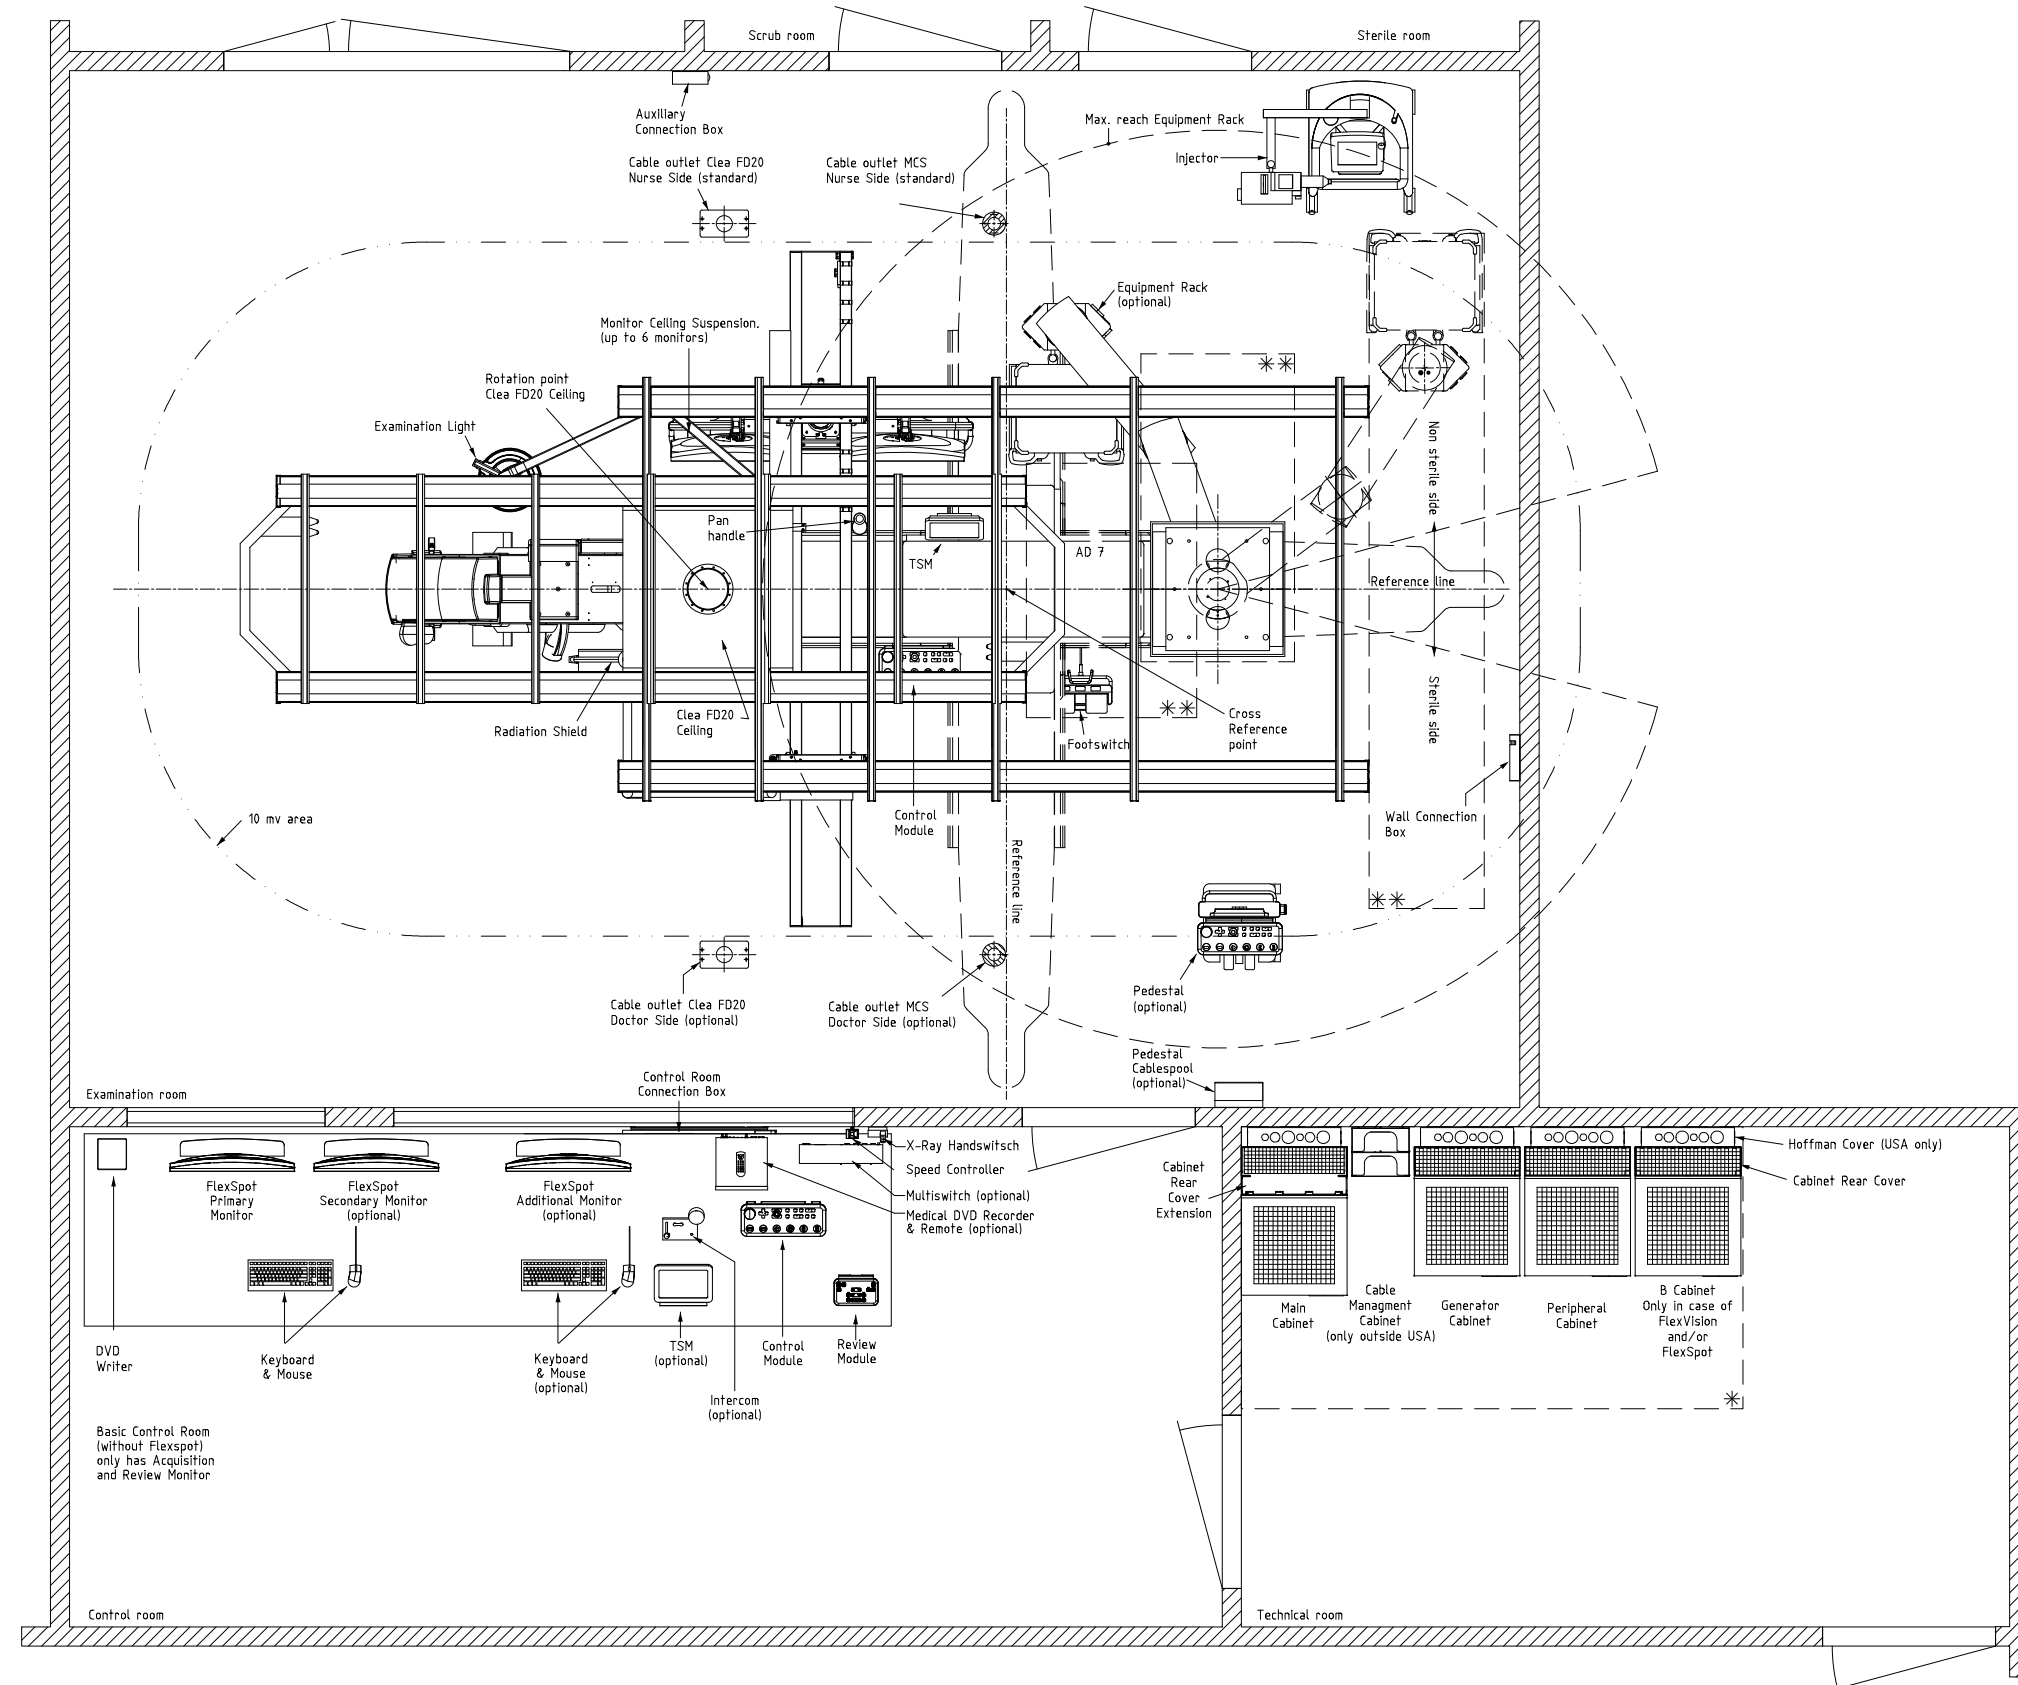 Scrub room
Sterile room
Auxiliary
Connection Box
Max. reach Equipment Rack
Injector
Cable outlet Clea FD20
Nurse Side (standard)
Cable outlet MCS
Nurse Side (standard)
Equipment Rack
(optional)
Monitor Ceiling Suspension.
(up to 6 monitors)
**
Rotation point
Clea FD20 Ceiling
Examination Light
Non sterile side
Pan
handle
TSM
AD 7
Reference line
Sterile side
Radiation Shield
Clea FD20
Ceiling
**
Footswitch
Cross
Reference
point
10 mv area
Control
Module
Wall Connection
Box
Reference line
**
Cable outlet Clea FD20
Doctor Side (optional)
Cable outlet MCS
Doctor Side (optional)
Pedestal
(optional)
Pedestal
Cablespool
(optional)
Control Room
Connection Box
Examination room
X-Ray Handswitsch
Speed Controller
Multiswitch (optional)
Medical DVD Recorder
& Remote (optional)
FlexSpot
Primary
Monitor
FlexSpot
Secondary Monitor
(optional)
FlexSpot
Additional Monitor
(optional)
Cabinet
Rear
Cover
Extension
Hoffman Cover (USA only)
Cabinet Rear Cover
DVD
Writer
Keyboard
& Mouse
Keyboard
& Mouse
(optional)
TSM
(optional)
Control
Module
Review
Module
Intercom
(optional)
Main
Cabinet
Cable
Managment
Cabinet
(only outside USA)
Generator
Cabinet
Peripheral
Cabinet
B Cabinet
Only in case of
FlexVision
and/or
FlexSpot
*
Basic Control Room
(without Flexspot)
only has Acquisition
and Review Monitor
Control room
Technical room